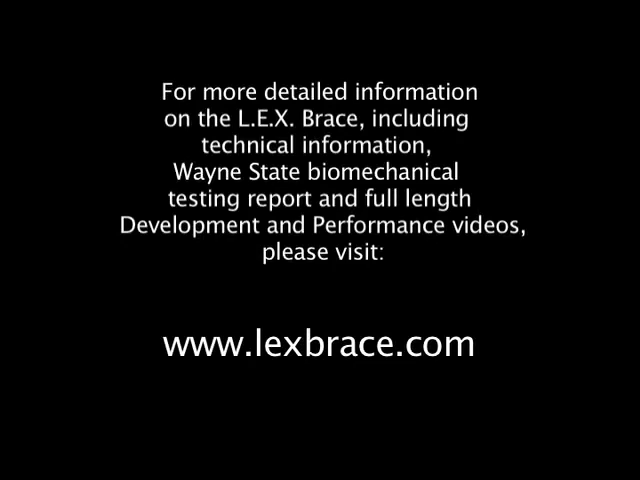 For more detailed information
on the L.E.X. Brace, including
technical information,
Wayne State biomechanical
testing report and full length
Development and Performance videos,
please visit:
www.lexbrace.com